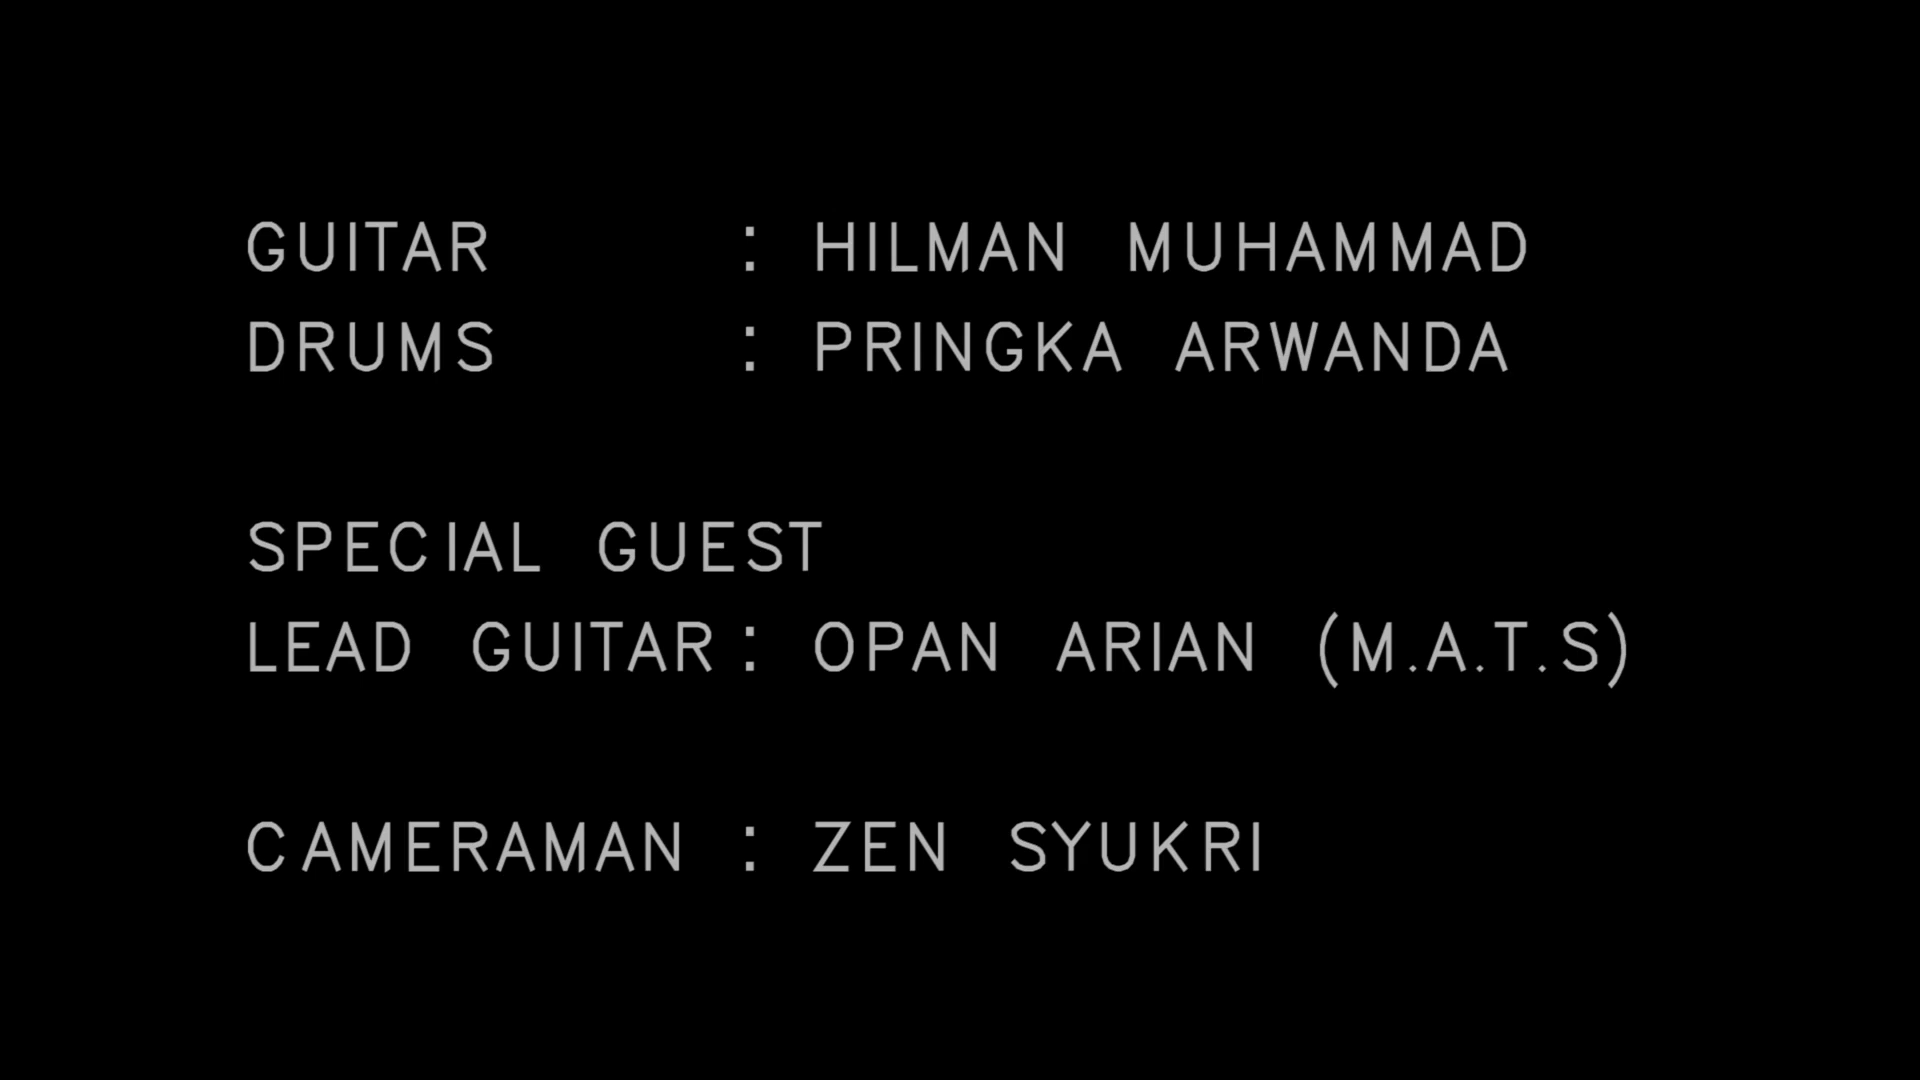 GUITAR : HILMAN MUHAMMAD
DRUMS : PRINGKA ARWANDA
SPECIAL GUEST
LEAD GUITAR : OPAN ARIAN (M.A.T.S)
CAMERAMAN : ZEN SYUKRI